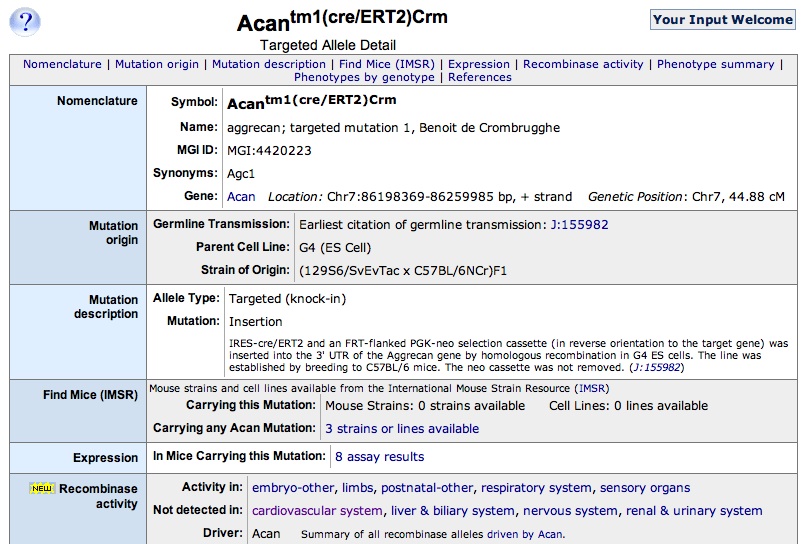 ?
Acantm1(cre/ERT2)Crm
Your Input Welcome
Targeted Allele Detail
Nomenclature | Mutation origin | Mutation description | Find Mice (IMSR) | Expression | Recombinase activity | Phenotype summary |
Phenotypes by genotype | References
Nomenclature
Symbol: Acantm1(cre/ERT2)Crm
Name: aggrecan; targeted mutation 1, Benoit de Crombrugghe
MGI ID: MGI:4420223
Synonyms: Agc1
Gene: Acan Location: Chr7:86198369-86259985 bp, + strand Genetic Position: Chr7, 44.88 cM
Mutation origin
Germline Transmission: Earliest citation of germline transmission: J:155982
Parent Cell Line: G4 (ES Cell)
Strain of Origin: (129S6/SvEvTac x C57BL/6NCr)F1
Mutation description
Allele Type: Targeted (knock-in)
Mutation: Insertion
IRES-cre/ERT2 and an FRT-flanked PGK-neo selection cassette (in reverse orientation to the target gene) was
inserted into the 3' UTR of the Aggrecan gene by homologous recombination in G4 ES cells. The line was
established by breeding to C57BL/6 mice. The neo cassette was not removed. (J:155982)
Find Mice (IMSR)
Mouse strains and cell lines available from the International Mouse Strain Resource (IMSR)
Carrying this Mutation: Mouse Strains: 0 strains available Cell Lines: 0 lines available
Carrying any Acan Mutation: 3 strains or lines available
Expression
In Mice Carrying this Mutation: 8 assay results
NEW Recombinase activity
Activity in: embryo-other, limbs, postnatal-other, respiratory system, sensory organs
Not detected in: cardiovascular system, liver & biliary system, nervous system, renal & urinary system
Driver: Acan Summary of all recombinase alleles driven by Acan.